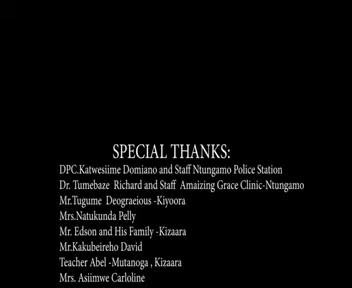 SPECIAL THANKS:
DPC.Katwesiime Domiano and Staff Ntungamo Police Station
Dr. Tumebaze Richard and Staff Amaizing Grace Clinic-Ntungamo
Mr.Tugume Deograeious -Kiyoora
Mrs.Natukunda Pelly
Mr. Edson and His Family -Kizaara
Mr.Kakubeireho David
Teacher Abel -Mutanoga , Kizaara
Mrs. Asiimwe Carloline